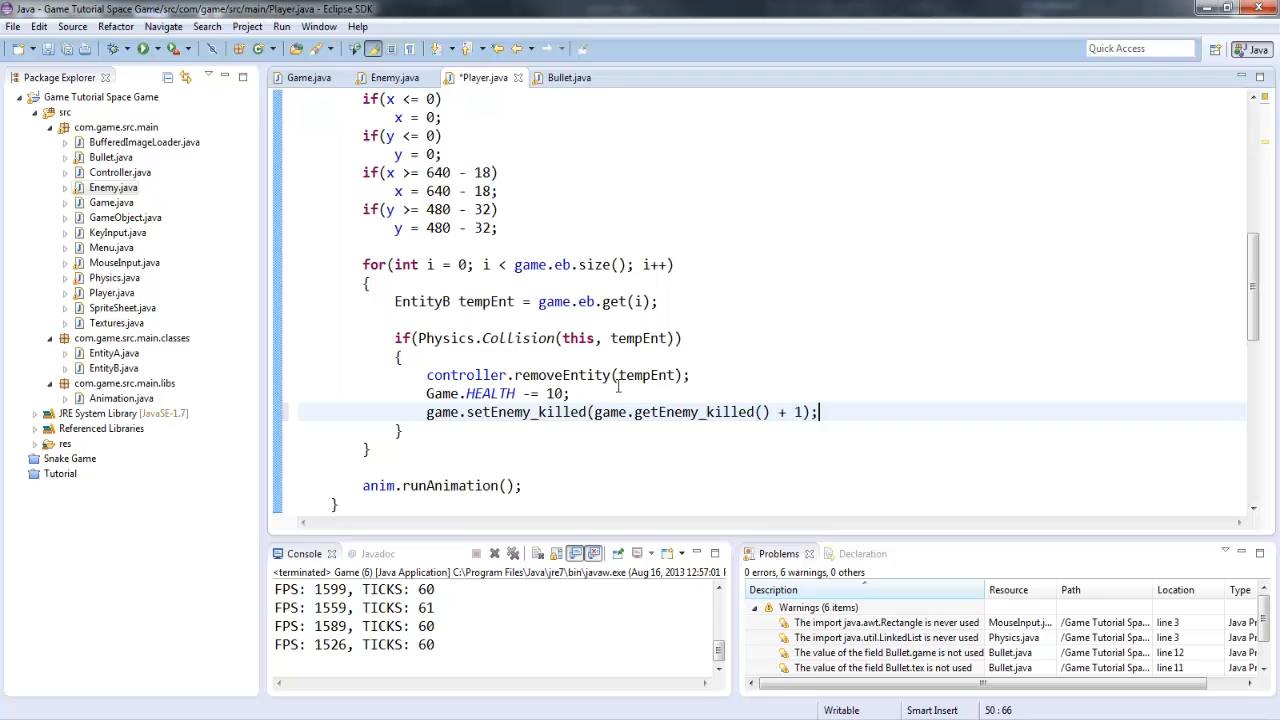 Java - Game Tutorial Space Game/src/com/game/src/main/Player.java - Eclipse SDK
File Edit Source Refactor Navigate Search Project Run Window Help
Quick Access
Java
Package Explorer
Game.java Enemy.java *Player.java Bullet.java
Game Tutorial Space Game
src
com.game.src.main
BufferedImageLoader.java
Bullet.java
Controller.java
Enemy.java
Game.java
GameObject.java
KeyInput.java
Menu.java
MouseInput.java
Physics.java
Player.java
SpriteSheet.java
Textures.java
com.game.src.main.classes
EntityA.java
EntityB.java
com.game.src.main.libs
Animation.java
JRE System Library [JavaSE-1.7]
Referenced Libraries
res
Snake Game
Tutorial
if(x <= 0)
x = 0;
if(y <= 0)
y = 0;
if(x >= 640 - 18)
x = 640 - 18;
if(y >= 480 - 32)
y = 480 - 32;
for(int i = 0; i < game.eb.size(); i++)
{
EntityB tempEnt = game.eb.get(i);
if(Physics.Collision(this, tempEnt))
{
controller.removeEntity(tempEnt);
Game.HEALTH -= 10;
game.setEnemy_killed(game.getEnemy_killed() + 1);
}
}
anim.runAnimation();
}
Console Javadoc
<terminated> Game (6) [Java Application] C:\Program Files\Java\jre7\bin\javaw.exe (Aug 16, 2013 12:57:01
FPS: 1599, TICKS: 60
FPS: 1559, TICKS: 61
FPS: 1589, TICKS: 60
FPS: 1526, TICKS: 60
Problems Declaration
0 errors, 6 warnings, 0 others
Description Resource Path Location Type
Warnings (6 items)
The import java.awt.Rectangle is never used MouseInput.j... /Game Tutorial Spa... line 3 Java Pr
The import java.util.LinkedList is never used Physics.java /Game Tutorial Spa... line 3 Java Pr
The value of the field Bullet.game is not used Bullet.java /Game Tutorial Spa... line 12 Java Pr
The value of the field Bullet.tex is not used Bullet.java /Game Tutorial Spa... line 11 Java Pr
Writable Smart Insert 50 : 66